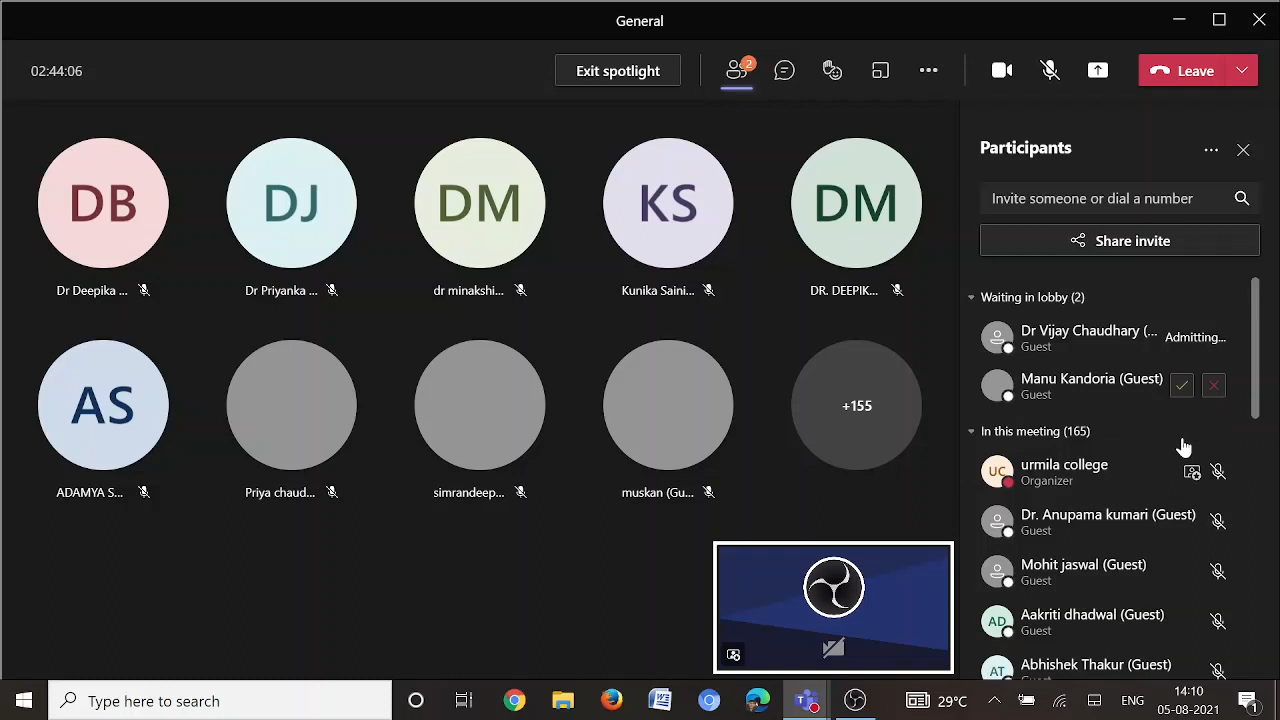 General
02:44:06
Exit spotlight
2
Leave
DB
DJ
DM
KS
DM
Dr Deepika ...
Dr Priyanka ...
dr minakshi...
Kunika Saini...
DR. DEEPIK...
AS
+155
ADAMYA S...
Priya chaud...
simrandeep...
muskan (Gu...
Participants
Invite someone or dial a number
Share invite
Waiting in lobby (2)
Dr Vijay Chaudhary (...
Admitting...
Guest
Manu Kandoria (Guest)
Guest
In this meeting (165)
UC
urmila college
Organizer
Dr. Anupama kumari (Guest)
Guest
Mohit jaswal (Guest)
Guest
AD
Aakriti dhadwal (Guest)
Guest
AT
Abhishek Thakur (Guest)
Type here to search
29°C
ENG
14:10
05-08-2021
1